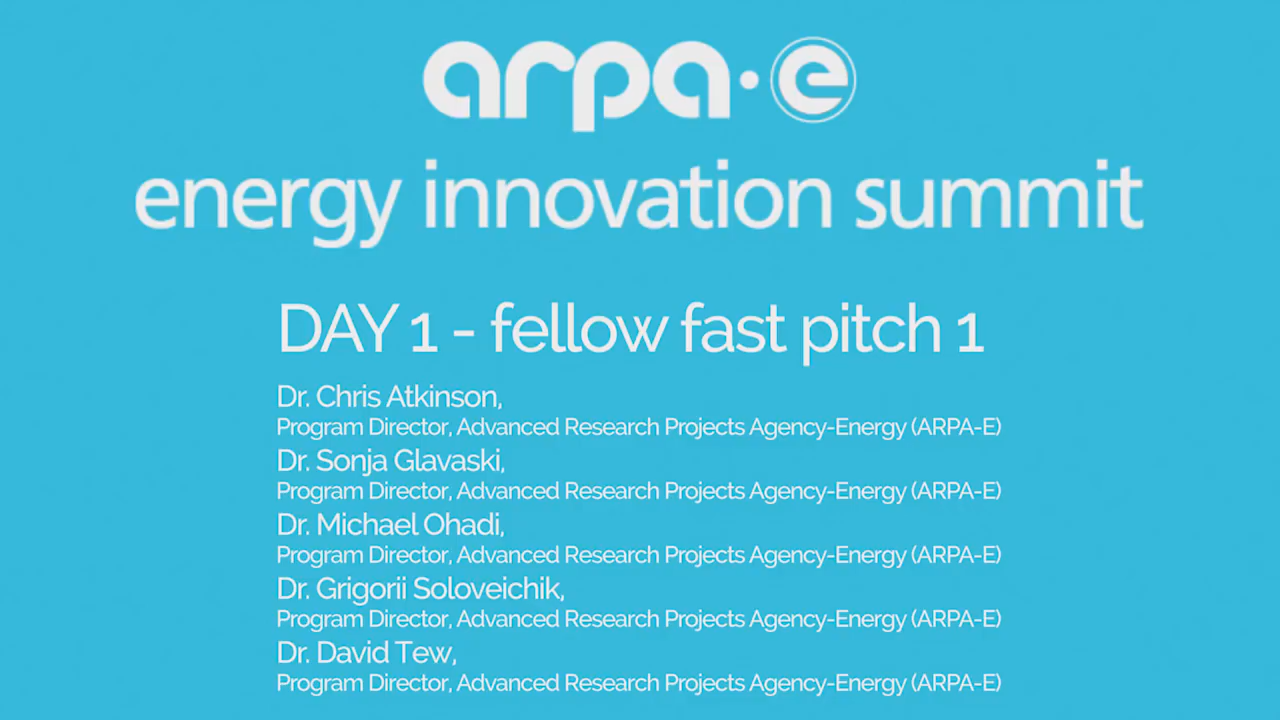 arpa·e
energy innovation summit
DAY 1 - fellow fast pitch 1
Dr. Chris Atkinson,
Program Director, Advanced Research Projects Agency-Energy (ARPA-E)
Dr. Sonja Glavaski,
Program Director, Advanced Research Projects Agency-Energy (ARPA-E)
Dr. Michael Ohadi,
Program Director, Advanced Research Projects Agency-Energy (ARPA-E)
Dr. Grigorii Soloveichik,
Program Director, Advanced Research Projects Agency-Energy (ARPA-E)
Dr. David Tew,
Program Director, Advanced Research Projects Agency-Energy (ARPA-E)